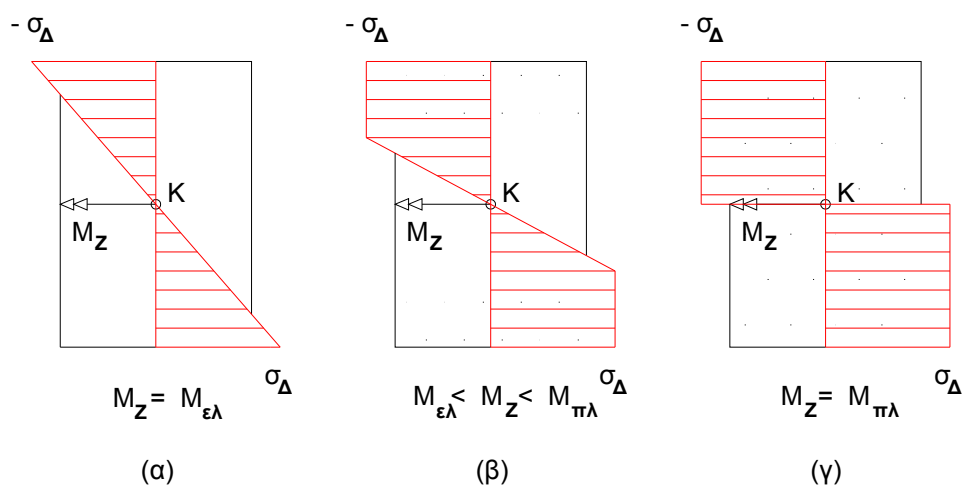 - σΔ
- σΔ
- σΔ
K
K
K
MZ
MZ
MZ
σΔ
σΔ
σΔ
MZ = Mελ
Mελ< MZ < Mπλ
MZ = Mπλ
(α)
(β)
(γ)